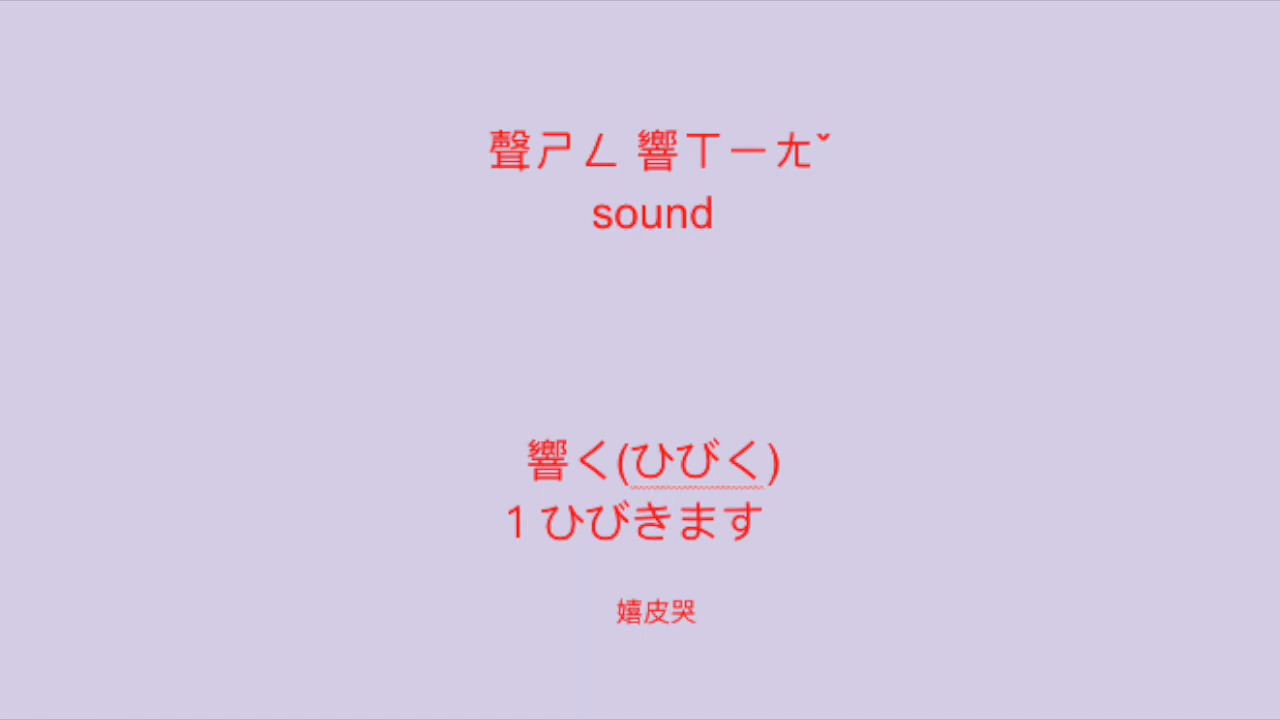 聲ㄕㄥ 響ㄒㄧㄤˇ
sound
響く(ひびく)
1 ひびきます
嬉皮哭